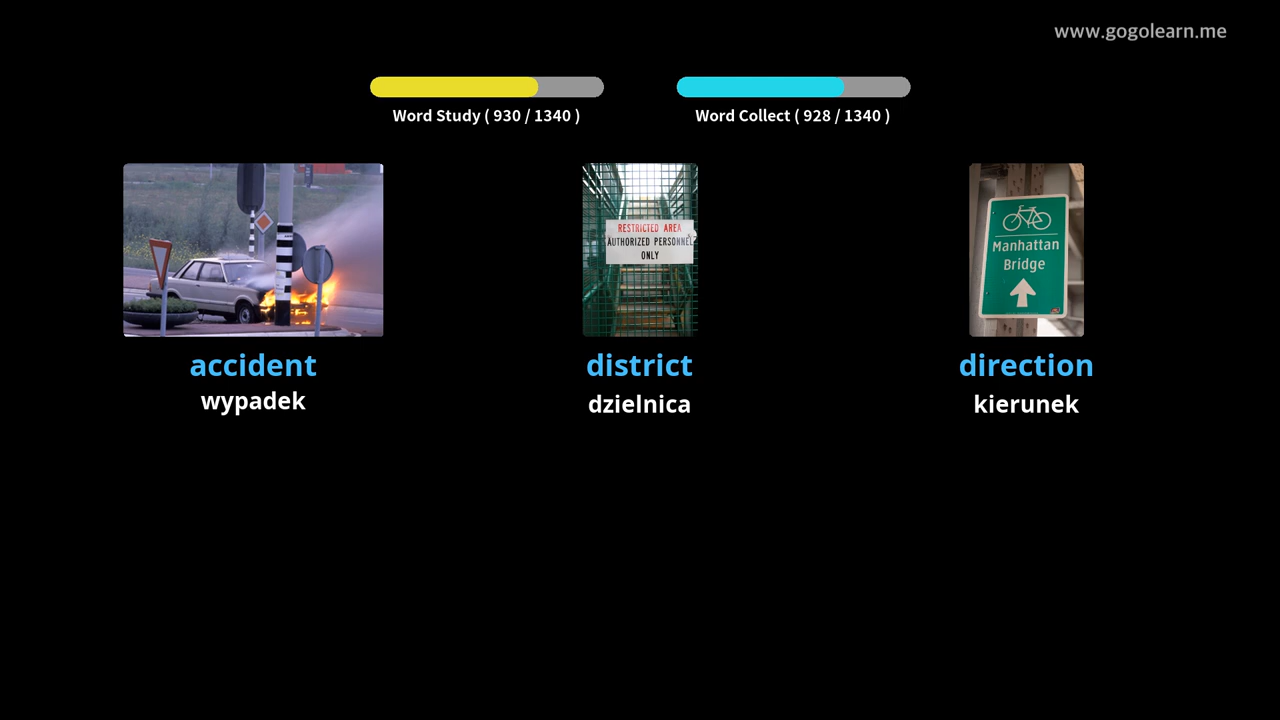 www.gogolearn.me
Word Study ( 930 / 1340 )
Word Collect ( 928 / 1340 )
RESTRICTED AREA
AUTHORIZED PERSONNEL
ONLY
Manhattan
Bridge
accident
district
direction
wypadek
dzielnica
kierunek